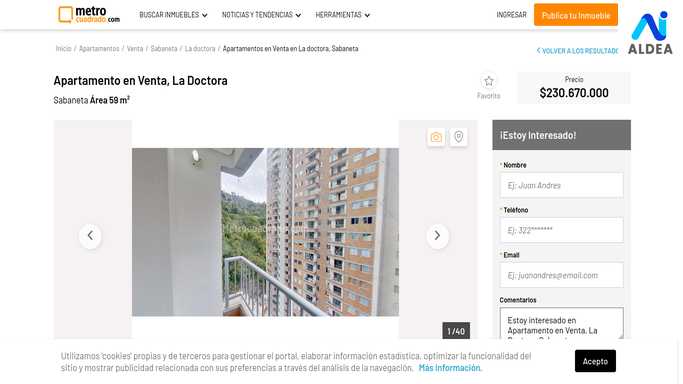 metro
cuadrado.com
BUSCAR INMUEBLES
NOTICIAS Y TENDENCIAS
HERRAMIENTAS
INGRESAR
Publica tu Inmueble
ALDEA
Inicio / Apartamentos / Venta / Sabaneta / La doctora / Apartamentos en Venta en La doctora, Sabaneta
VOLVER A LOS RESULTADO
Apartamento en Venta, La Doctora
Sabaneta Área 59 m²
Favorito
Precio
$230.670.000
¡Estoy Interesado!
* Nombre
Ej: Juan Andres
* Teléfono
Ej: 322*******
* Email
Ej: juanandres@email.com
Comentarios
Estoy interesado en
Apartamento en Venta, La
1/40
Utilizamos 'cookies' propias y de terceros para gestionar el portal, elaborar información estadística, optimizar la funcionalidad del
sitio y mostrar publicidad relacionada con sus preferencias a través del análisis de la navegación. Más Información.
Acepto